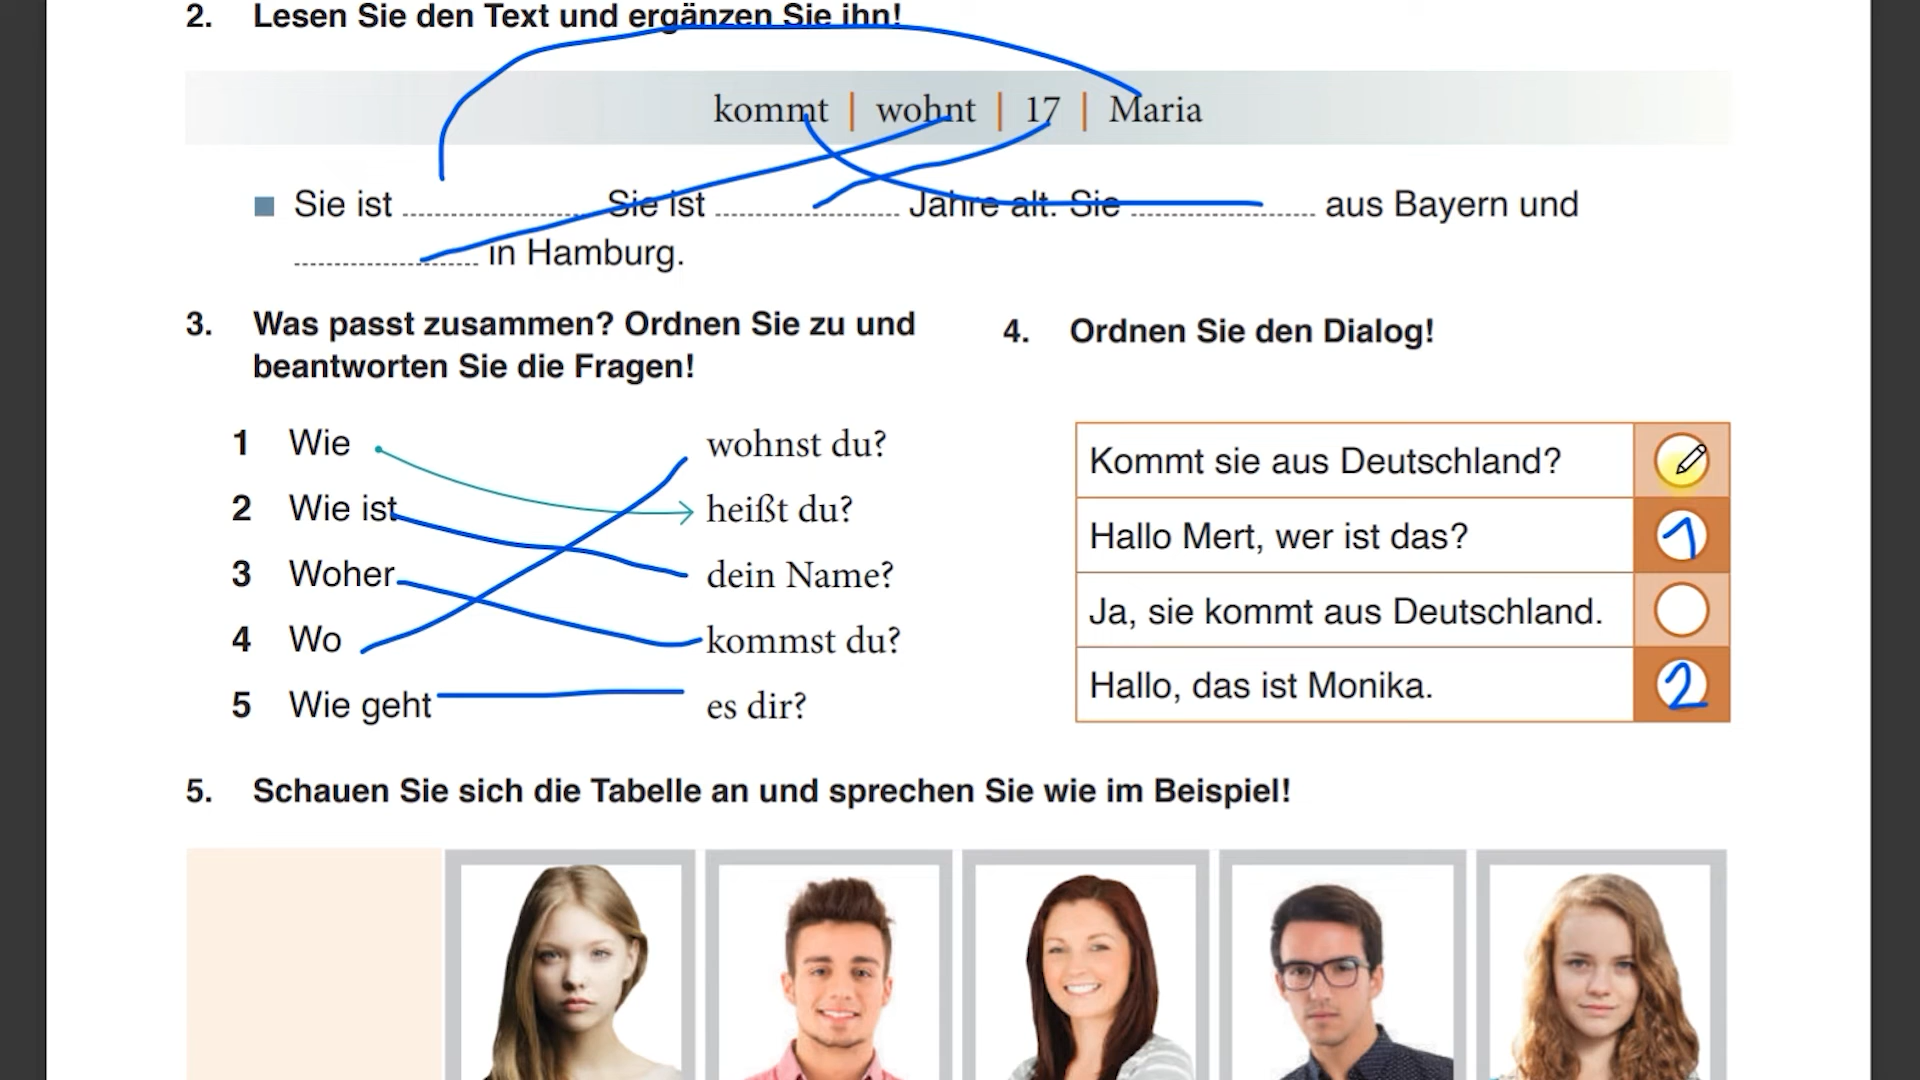 2. Lesen Sie den Text und ergänzen Sie ihn!
kommt | wohnt | 17 | Maria
Sie ist ........................ Sie ist ........................ Jahre alt. Sie ........................ aus Bayern und
........................ in Hamburg.
3. Was passt zusammen? Ordnen Sie zu und
beantworten Sie die Fragen!
1 Wie wohnst du?
2 Wie ist heißt du?
3 Woher dein Name?
4 Wo kommst du?
5 Wie geht es dir?
4. Ordnen Sie den Dialog!
Kommt sie aus Deutschland?
Hallo Mert, wer ist das? 1
Ja, sie kommt aus Deutschland.
Hallo, das ist Monika. 2
5. Schauen Sie sich die Tabelle an und sprechen Sie wie im Beispiel!